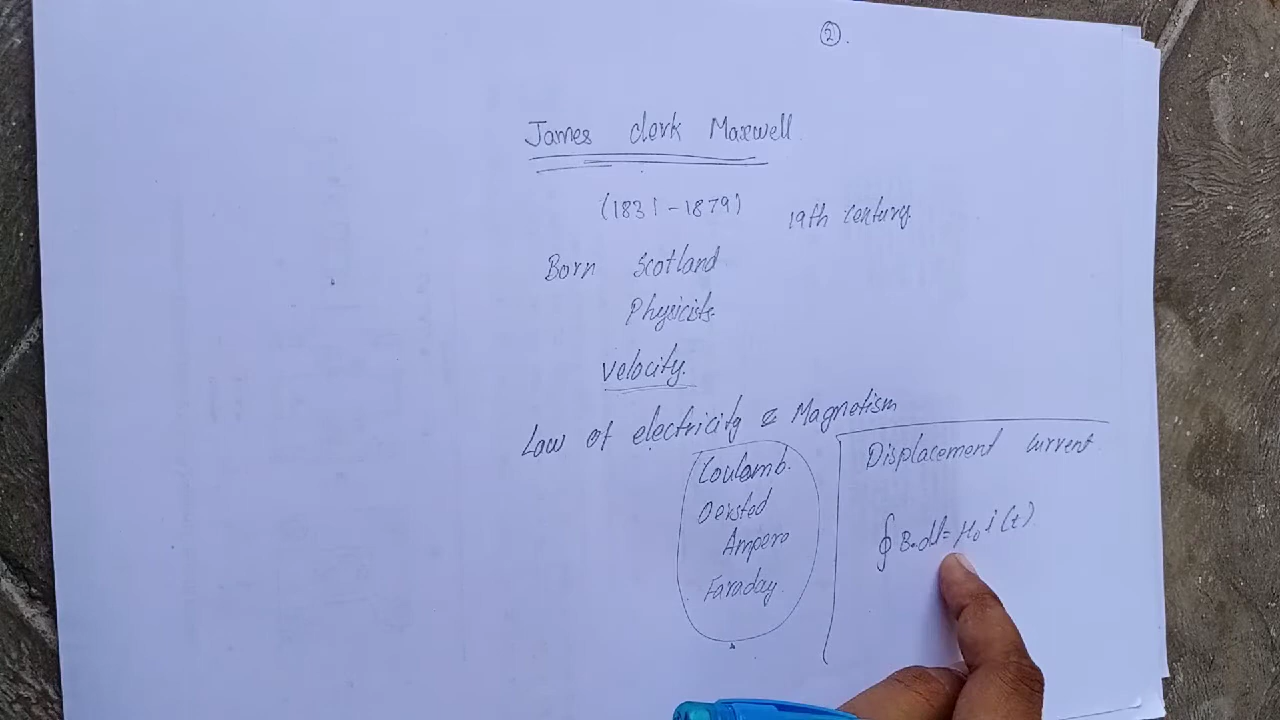 2.
James Clerk Maxwell
(1831-1879) 19th century.
Born Scotland
Physicists.
Velocity.
Law of electricity & Magnetism
Coulomb.
Oersted
Ampere
Faraday
Displacement current
∮ B.dl = μ₀ i (t)